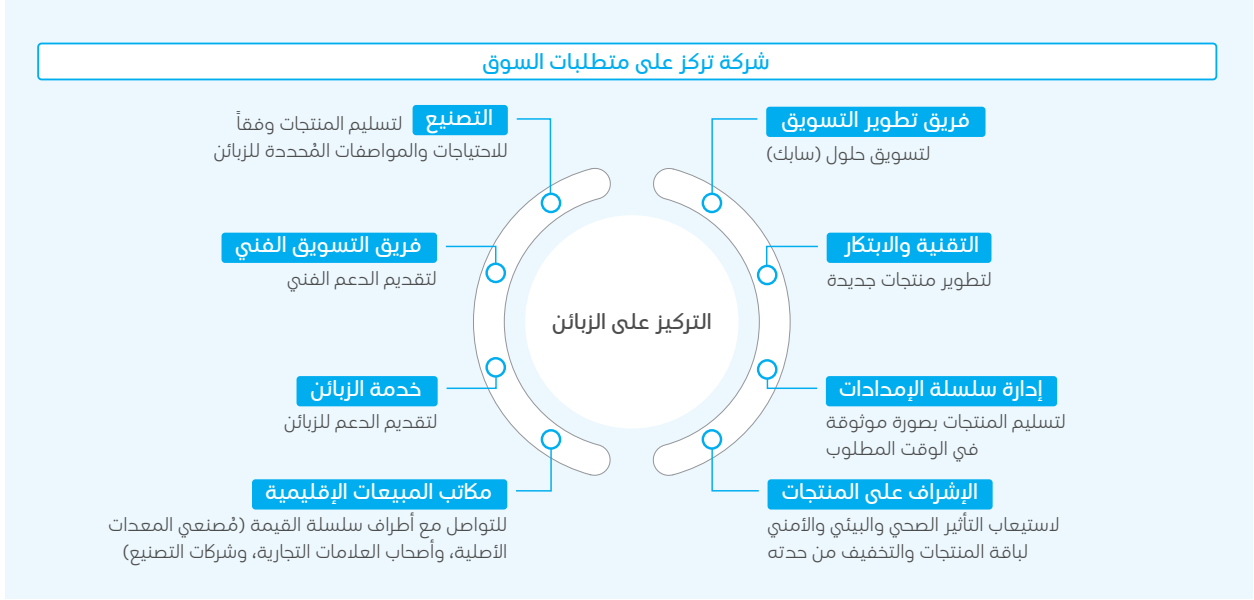 شركة تركز على متطلبات السوق
فريق تطوير التسويق
لتسويق حلول (سابك)
التقنية والابتكار
لتطوير منتجات جديدة
إدارة سلسلة الإمدادات
لتسليم المنتجات بصورة موثوقة
في الوقت المطلوب
الإشراف على المنتجات
لاستيعاب التأثير الصحي والبيئي والأمني
لباقة المنتجات والتخفيف من حدته
التركيز على الزبائن
التصنيع لتسليم المنتجات وفقاً
للاحتياجات والمواصفات المُحددة للزبائن
فريق التسويق الفني
لتقديم الدعم الفني
خدمة الزبائن
لتقديم الدعم للزبائن
مكاتب المبيعات الإقليمية
للتواصل مع أطراف سلسلة القيمة (مُصنعي المعدات
الأصلية، وأصحاب العلامات التجارية، وشركات التصنيع)